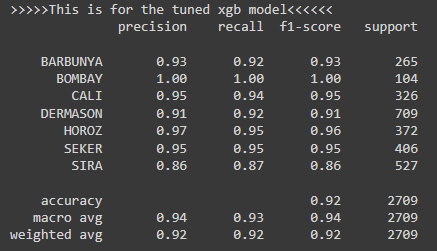 >>>>>This is for the tuned xgb model<<<<<<
precision recall f1-score support
BARBUNYA 0.93 0.92 0.93 265
BOMBAY 1.00 1.00 1.00 104
CALI 0.95 0.94 0.95 326
DERMASON 0.91 0.92 0.91 709
HOROZ 0.97 0.95 0.96 372
SEKER 0.95 0.95 0.95 406
SIRA 0.86 0.87 0.86 527
accuracy 0.92 2709
macro avg 0.94 0.93 0.94 2709
weighted avg 0.92 0.92 0.92 2709